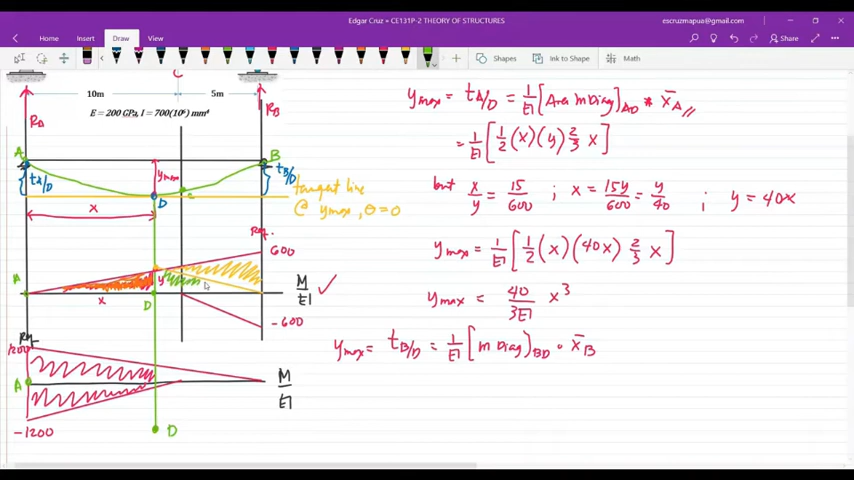 Edgar Cruz » CE131P-2 THEORY OF STRUCTURES
escruzmapua@gmail.com
Home Insert Draw View
Share
Shapes Ink to Shape Math
C
10m 5m
E = 200 GPa, I = 700(10⁶) mm⁴
RA RB
A B
tA/D ymax tB/D
D c
x
tangent line
@ ymax, θ = 0
600
A x y D
M/EI ✓
-600
1200
A
M/EI
-1200
D
ymax = tA/D = 1/EI [Area M Diag]AD * x̄A
= 1/EI [1/2 (x)(y) 2/3 x]
but x/y = 15/600 ; x = 15y/600 = y/40 ; y = 40x
ymax = 1/EI [1/2 (x)(40x) 2/3 x]
ymax = 40/3EI x³
ymax = tB/D = 1/EI [M Diag]BD • x̄B